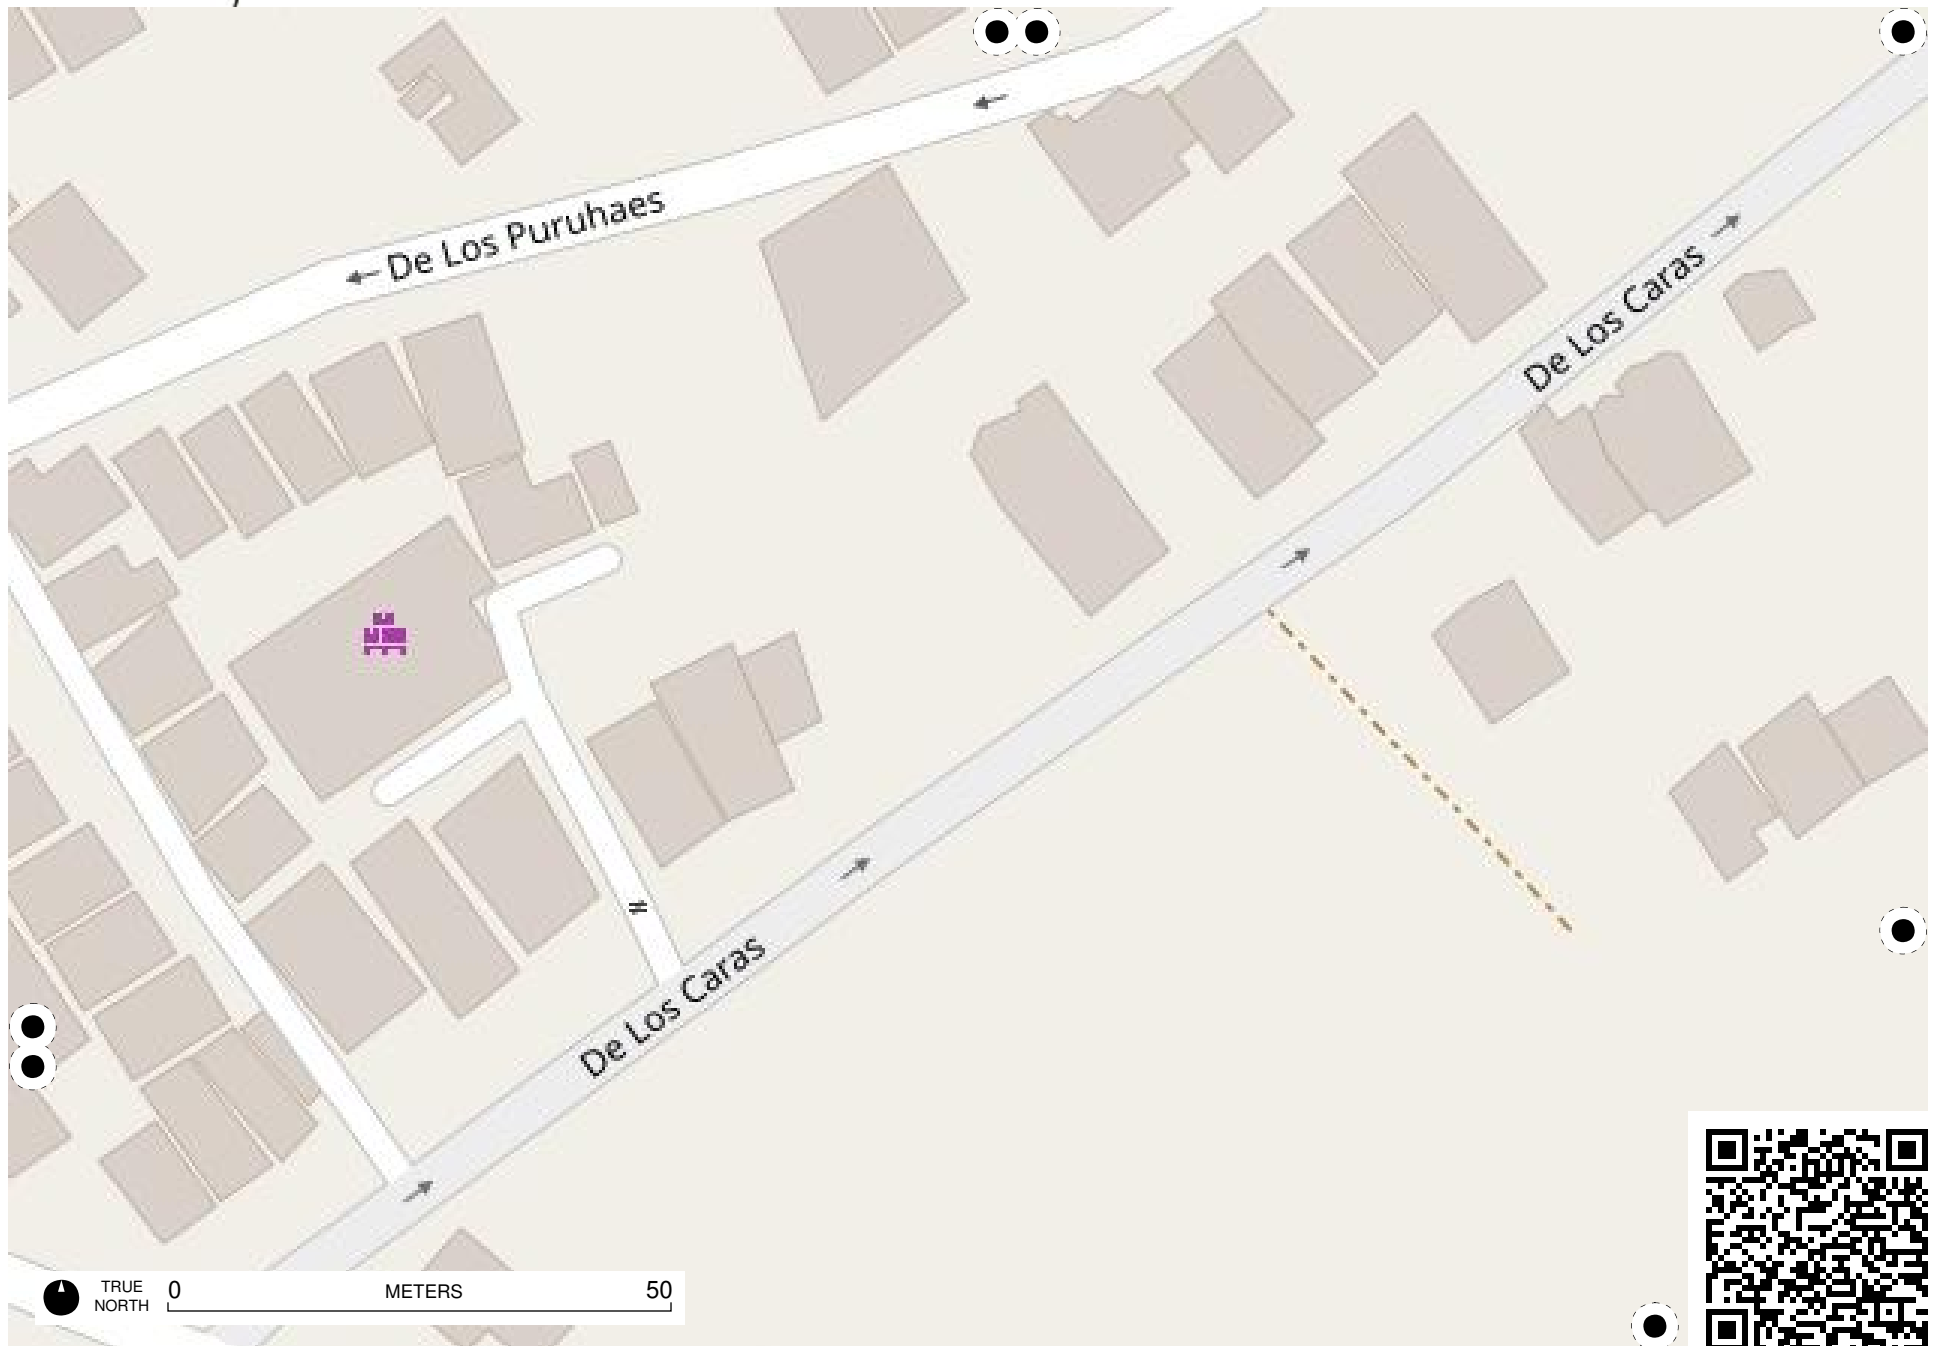 De Los Puruhaes
De Los Caras
De Los Caras
TRUE
NORTH
0 METERS 50